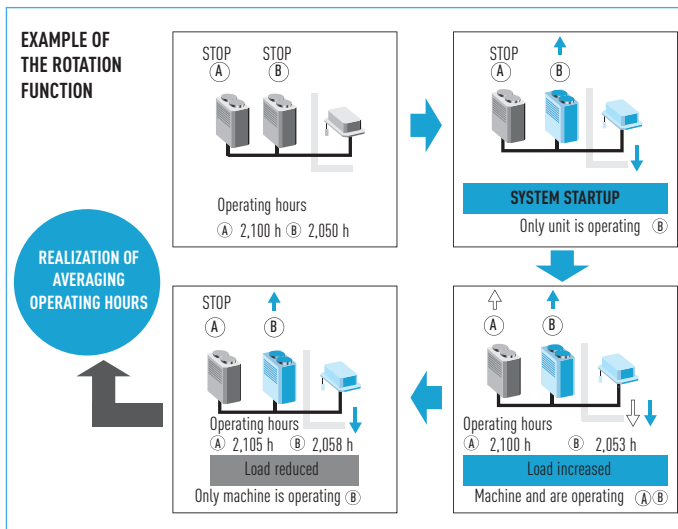 EXAMPLE OF
THE ROTATION
FUNCTION
STOP STOP
A B
Operating hours
A 2,100 h B 2,050 h
STOP
A B
SYSTEM STARTUP
Only unit is operating B
A B
Operating hours
A 2,100 h B 2,053 h
Load increased
Machine and are operating A B
STOP
A B
Operating hours
A 2,105 h B 2,058 h
Load reduced
Only machine is operating B
REALIZATION OF
AVERAGING
OPERATING HOURS